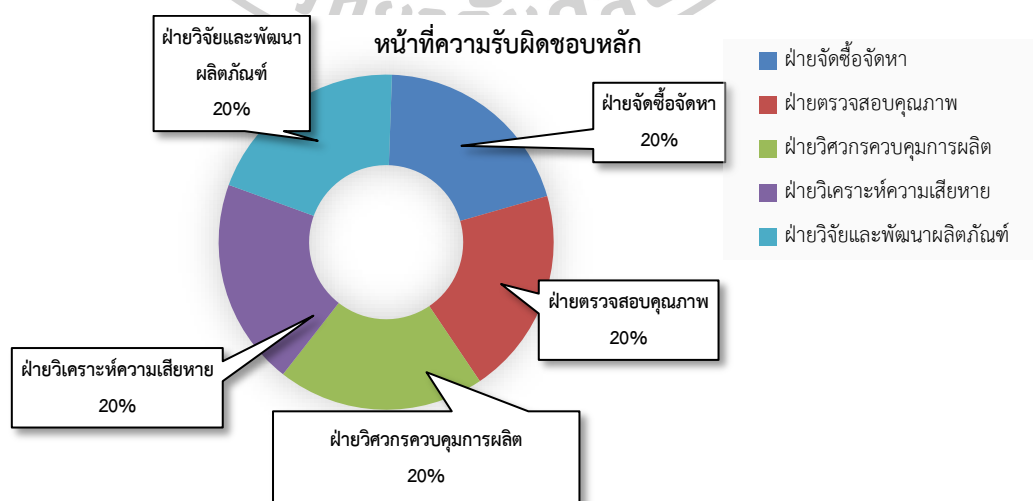 หน้าที่ความรับผิดชอบหลัก
ฝ่ายวิจัยและพัฒนา
ผลิตภัณฑ์
20%
ฝ่ายจัดซื้อจัดหา
20%
ฝ่ายตรวจสอบคุณภาพ
20%
ฝ่ายวิเคราะห์ความเสียหาย
20%
ฝ่ายวิศวกรควบคุมการผลิต
20%
ฝ่ายจัดซื้อจัดหา
ฝ่ายตรวจสอบคุณภาพ
ฝ่ายวิศวกรควบคุมการผลิต
ฝ่ายวิเคราะห์ความเสียหาย
ฝ่ายวิจัยและพัฒนาผลิตภัณฑ์